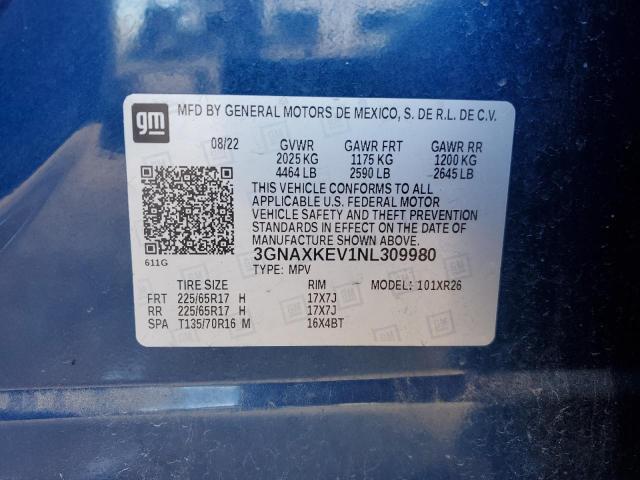 gm
MFD BY GENERAL MOTORS DE MEXICO, S. DE R.L. DE C.V.
08/22 GVWR GAWR FRT GAWR RR
2025 KG 1175 KG 1200 KG
4464 LB 2590 LB 2645 LB
THIS VEHICLE CONFORMS TO ALL
APPLICABLE U.S. FEDERAL MOTOR
VEHICLE SAFETY AND THEFT PREVENTION
STANDARDS IN EFFECT ON THE DATE OF
MANUFACTURE SHOWN ABOVE.
611G 3GNAXKEV1NL309980
TYPE: MPV
TIRE SIZE RIM MODEL: 101XR26
FRT 225/65R17 H 17X7J
RR 225/65R17 H 17X7J
SPA T135/70R16 M 16X4BT